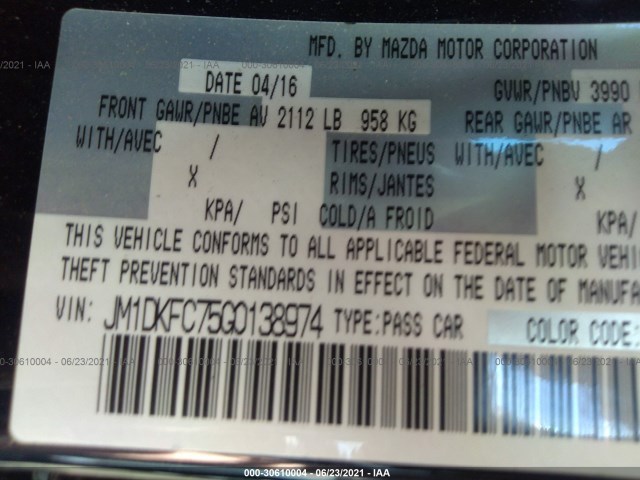 MFD. BY MAZDA MOTOR CORPORATION
DATE 04/16 GVWR/PNBV 3990
FRONT GAWR/PNBE AV 2112 LB 958 KG REAR GAWR/PNBE AR
WITH/AVEC / TIRES/PNEUS WITH/AVEC /
X RIMS/JANTES X
KPA/ PSI COLD/A FROID KPA/
THIS VEHICLE CONFORMS TO ALL APPLICABLE FEDERAL MOTOR VEHI
THEFT PREVENTION STANDARDS IN EFFECT ON THE DATE OF MANUFA
VIN: JM1DKFC75G0138974 TYPE:PASS CAR COLOR CODE:
000-30610004 - 06/23/2021 - IAA